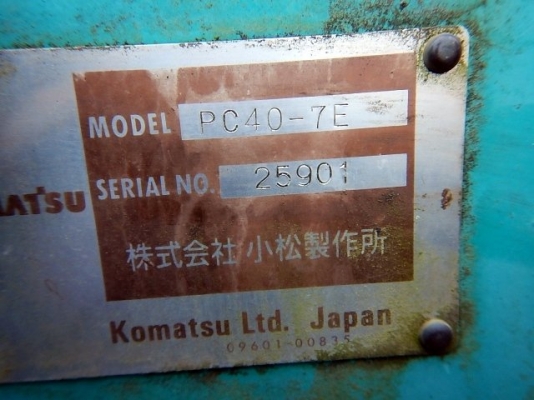 MODEL PC40-7E
ATSU
SERIAL NO. 25901
株式会社 小松製作所
Komatsu Ltd. Japan
09601-00835